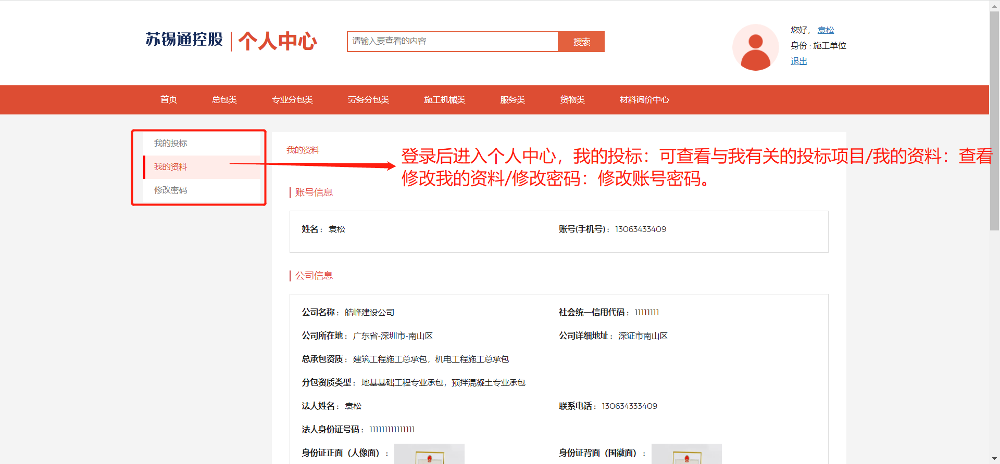 苏锡通控股
个人中心
请输入要查看的内容
搜索
您好， 袁松
身份 : 施工单位
退出
首页
总包类
专业分包类
劳务分包类
施工机械类
服务类
货物类
材料询价中心
我的投标
我的资料
修改密码
我的资料
登录后进入个人中心，我的投标：可查看与我有关的投标项目/我的资料：查看
修改我的资料/修改密码：修改账号密码。
账号信息
姓名： 袁松
账号(手机号)： 13063433409
公司信息
公司名称： 皓峰建设公司
社会统一信用代码： 11111111
公司所在地： 广东省-深圳市-南山区
公司详细地址： 深证市南山区
总承包资质： 建筑工程施工总承包，机电工程施工总承包
分包资质类型： 地基基础工程专业承包，预拌混凝土专业承包
法人姓名： 袁松
联系电话： 130634333409
法人身份证号码： 111111111111111
身份证正面（人像面）：
身份证背面（国徽面）：